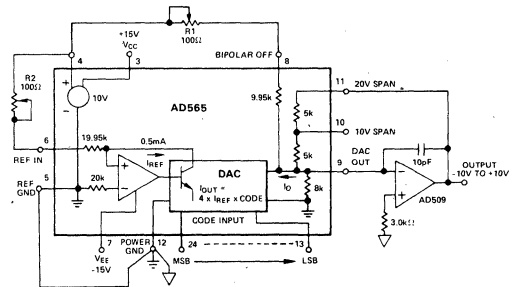 R1
100Ω
+15V
VCC
BIPOLAR OFF
4
3
8
R2
100Ω
11 20V SPAN
+
10V
-
AD565
9.95k
5k
10 10V SPAN
6
19.95k
0.5mA
IREF
5k
9 DAC OUT
10pF
REF IN
DAC
IOUT =
4 x IREF x CODE
IO
8k
OUTPUT
-10V TO +10V
AD509
5
REF
GND
20k
CODE INPUT
3.0kΩ
7
POWER
GND
12
24
13
VEE
-15V
MSB
LSB